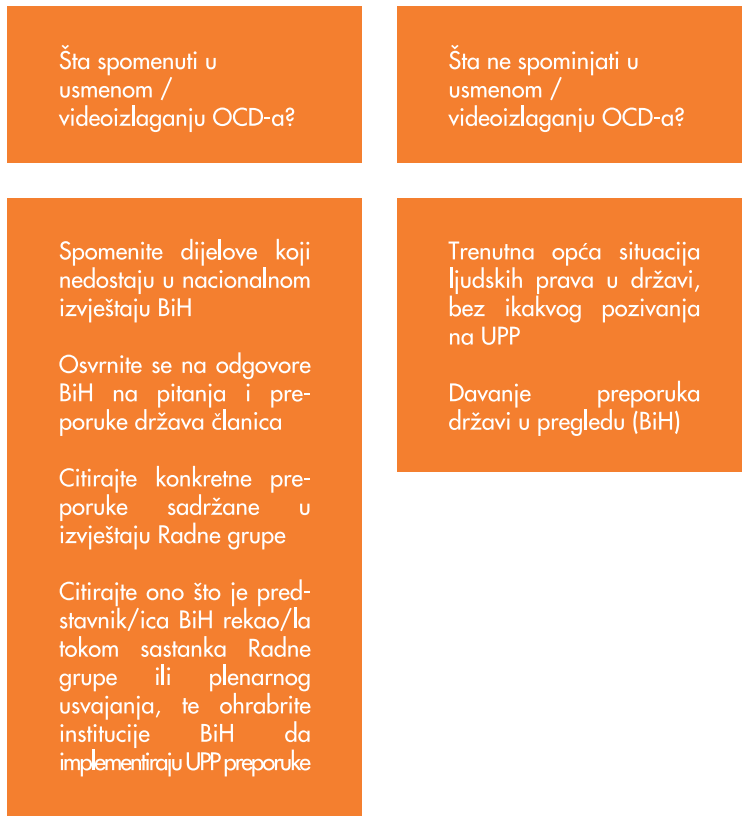 Šta spomenuti u
usmenom /
videoizlaganju OCD-a?
Spomenite dijelove koji
nedostaju u nacionalnom
izvještaju BiH
Osvrnite se na odgovore
BiH na pitanja i pre-
poruke država članica
Citirajte konkretne pre-
poruke sadržane u
izvještaju Radne grupe
Citirajte ono što je pred-
stavnik/ica BiH rekao/la
tokom sastanka Radne
grupe ili plenarnog
usvajanja, te ohrabrite
institucije BiH da
implementiraju UPP preporuke
Šta ne spominjati u
usmenom /
videoizlaganju OCD-a?
Trenutna opća situacija
ljudskih prava u državi,
bez ikakvog pozivanja
na UPP
Davanje preporuka
državi u pregledu (BiH)